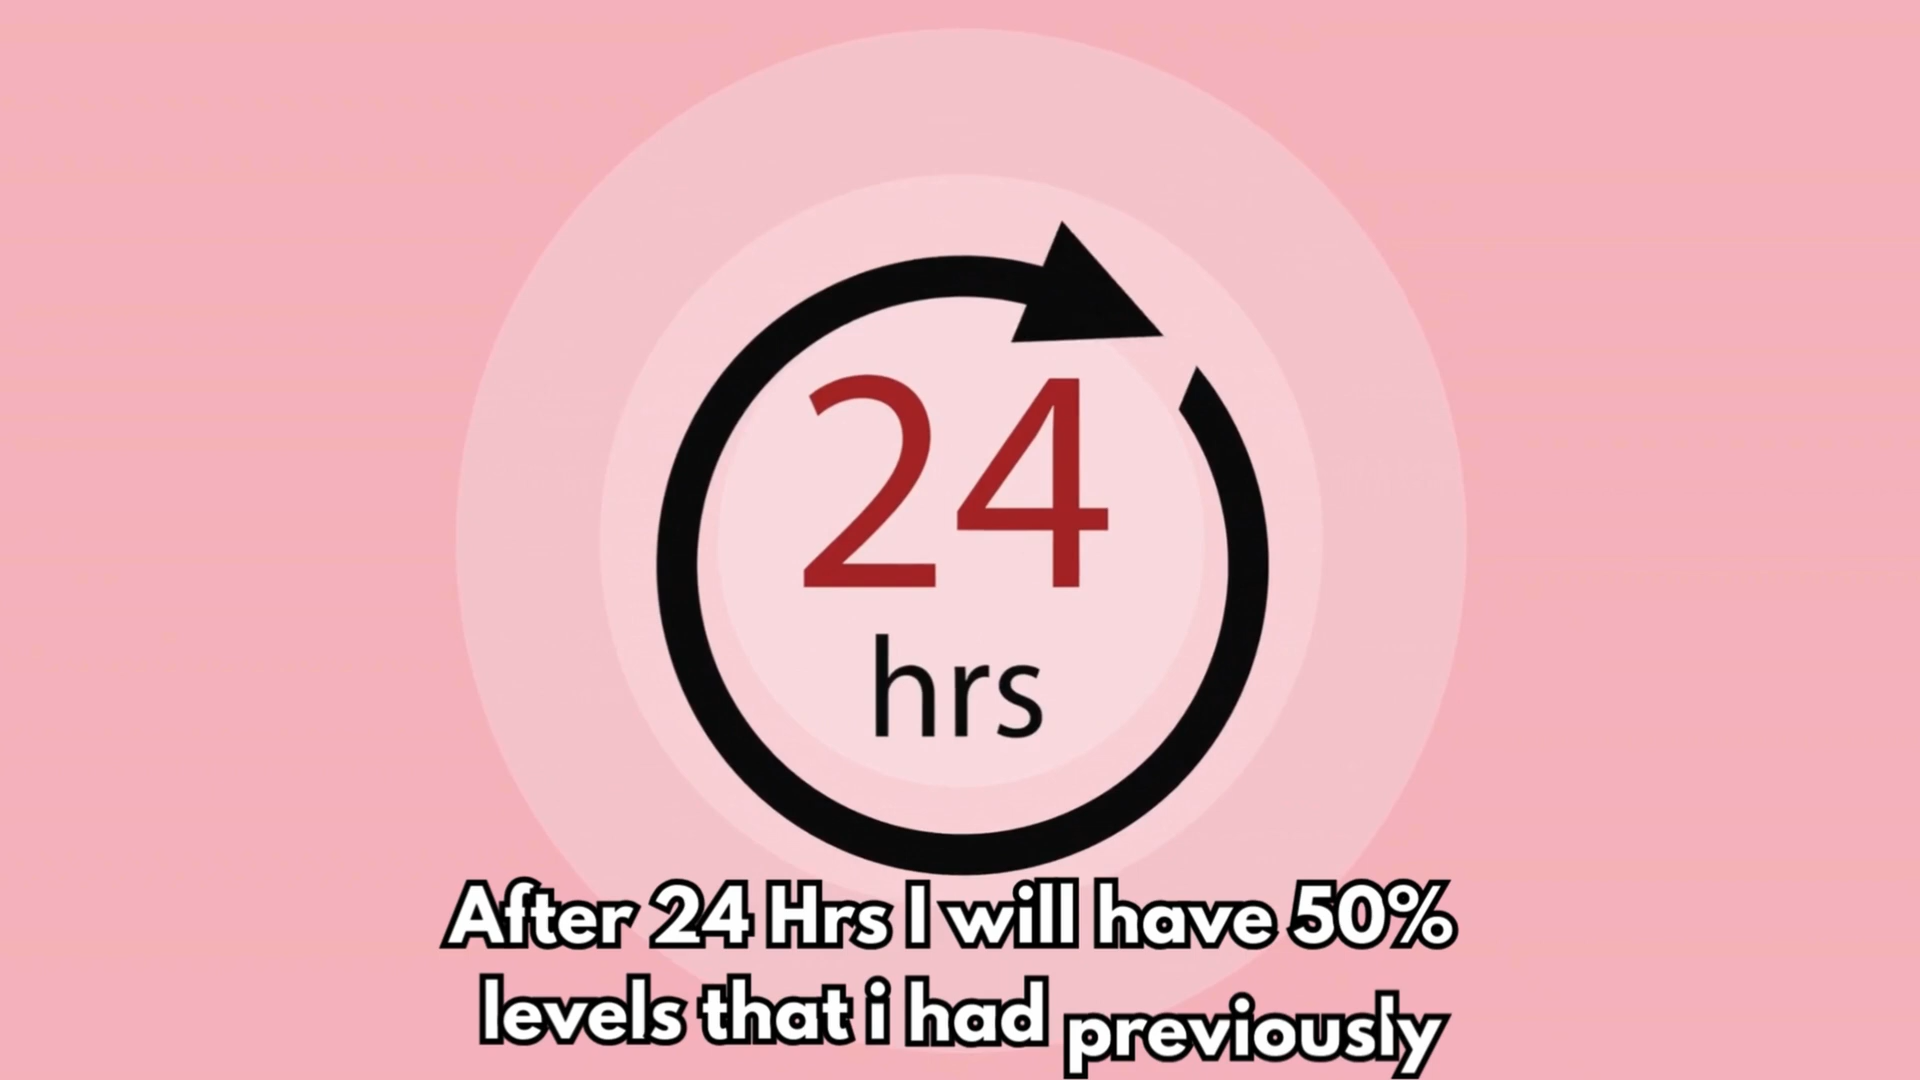 24
hrs
After 24 Hrs I will have 50%
levels that i had previously